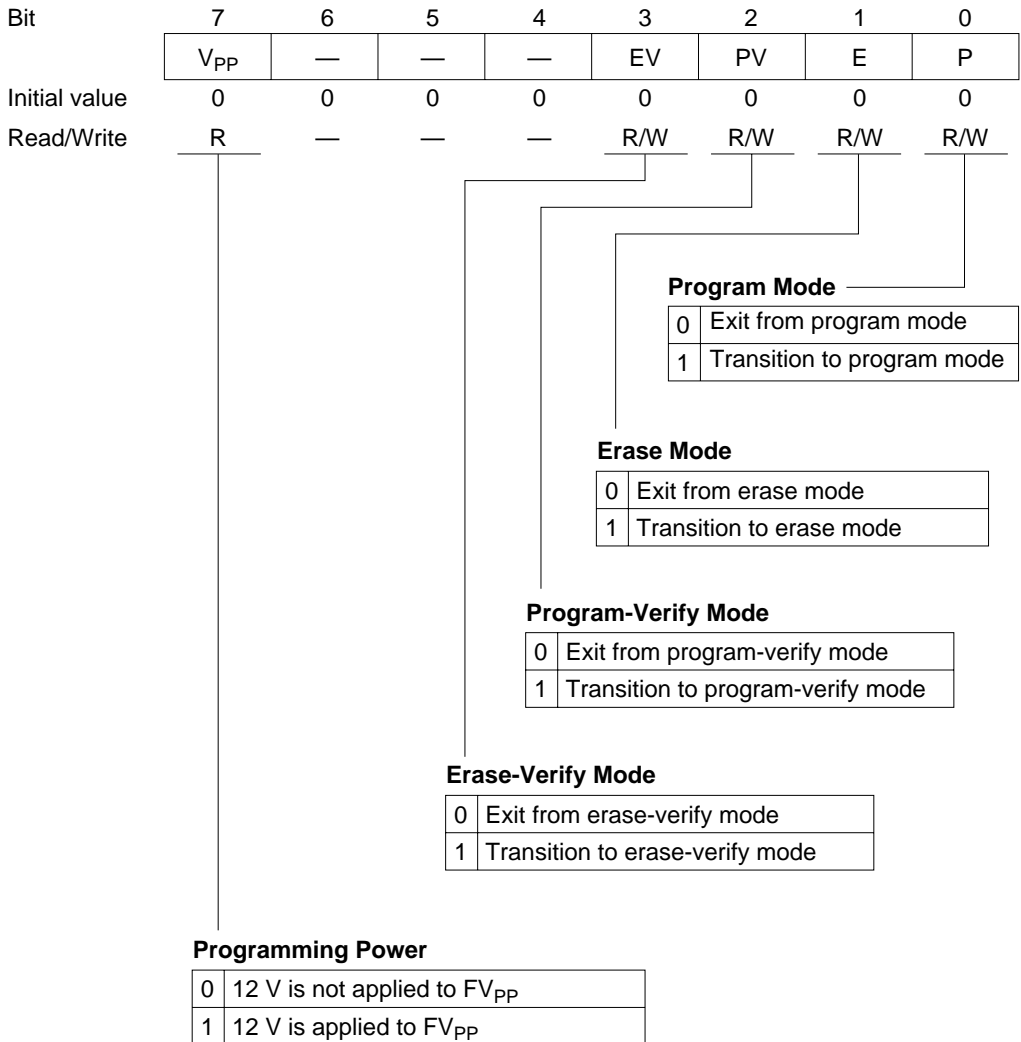 Bit 7 6 5 4 3 2 1 0
VPP — — — EV PV E P
Initial value 0 0 0 0 0 0 0 0
Read/Write R — — — R/W R/W R/W R/W
Program Mode
0 Exit from program mode
1 Transition to program mode
Erase Mode
0 Exit from erase mode
1 Transition to erase mode
Program-Verify Mode
0 Exit from program-verify mode
1 Transition to program-verify mode
Erase-Verify Mode
0 Exit from erase-verify mode
1 Transition to erase-verify mode
Programming Power
0 12 V is not applied to FVPP
1 12 V is applied to FVPP